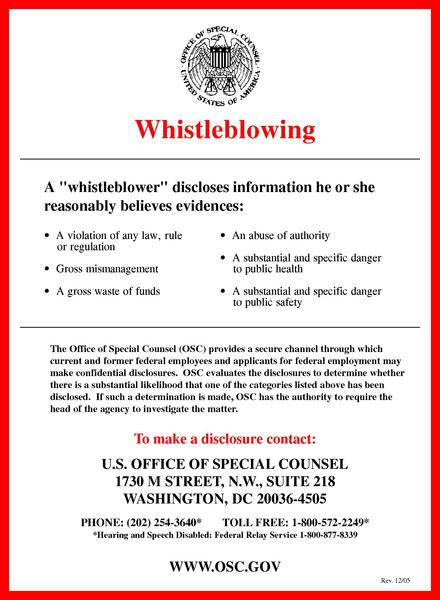 OFFICE OF SPECIAL COUNSEL
UNITED STATES OF AMERICA
Whistleblowing
A "whistleblower" discloses information he or she
reasonably believes evidences:
• A violation of any law, rule
or regulation
• Gross mismanagement
• A gross waste of funds
• An abuse of authority
• A substantial and specific danger
to public health
• A substantial and specific danger
to public safety
The Office of Special Counsel (OSC) provides a secure channel through which
current and former federal employees and applicants for federal employment may
make confidential disclosures. OSC evaluates the disclosures to determine whether
there is a substantial likelihood that one of the categories listed above has been
disclosed. If such a determination is made, OSC has the authority to require the
head of the agency to investigate the matter.
To make a disclosure contact:
U.S. OFFICE OF SPECIAL COUNSEL
1730 M STREET, N.W., SUITE 218
WASHINGTON, DC 20036-4505
PHONE: (202) 254-3640* TOLL FREE: 1-800-572-2249*
*Hearing and Speech Disabled: Federal Relay Service 1-800-877-8339
WWW.OSC.GOV
Rev. 12/05